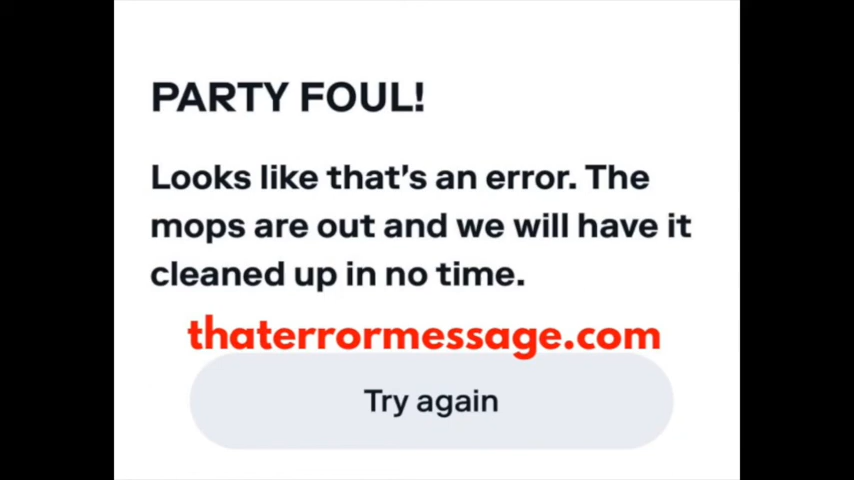 PARTY FOUL!
Looks like that’s an error. The
mops are out and we will have it
cleaned up in no time.
thaterrormessage.com
Try again